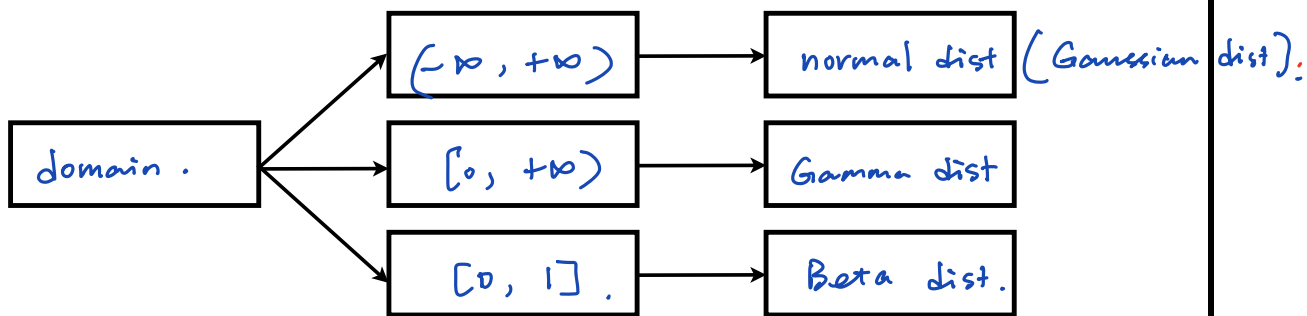 (-∞, +∞)
normal dist (Gaussian dist).
domain.
[0, +∞)
Gamma dist
[0, 1].
Beta dist.